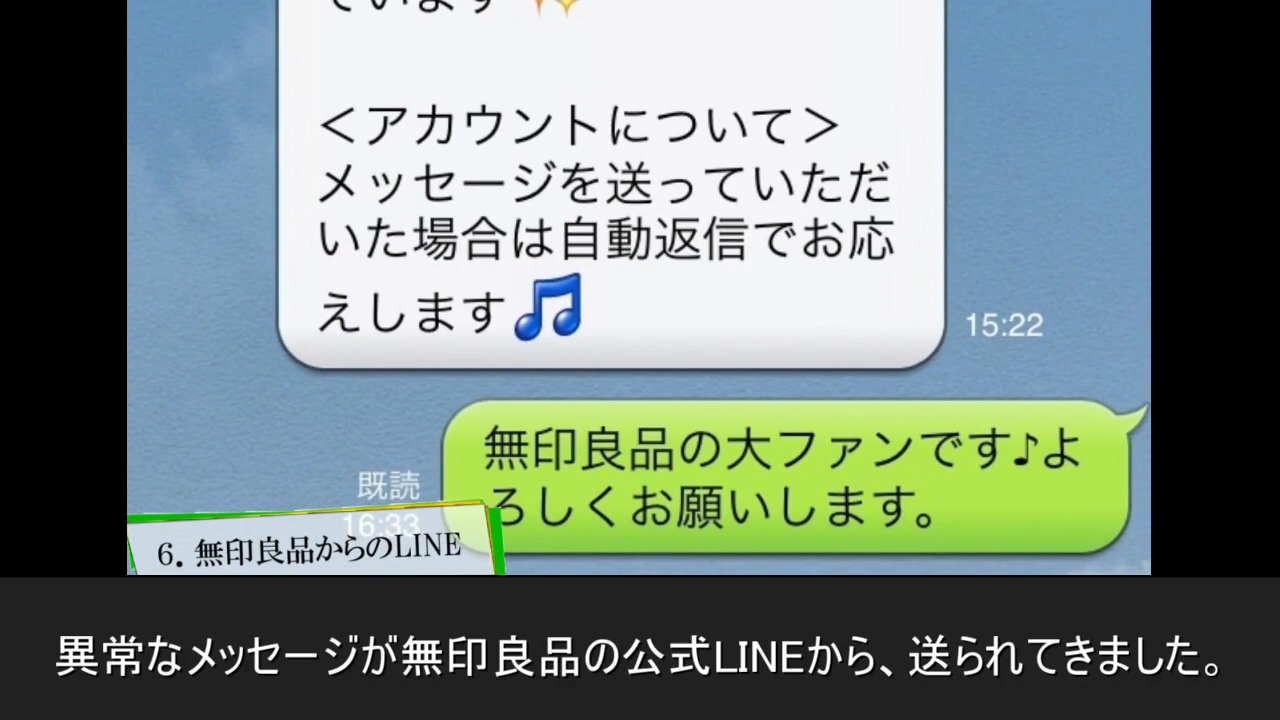 ています✨
＜アカウントについて＞
メッセージを送っていただ
いた場合は自動返信でお応
えします🎵
15:22
無印良品の大ファンです♪よ
ろしくお願いします。
既読
16:33
6. 無印良品からのLINE
異常なメッセージが無印良品の公式LINEから、送られてきました。